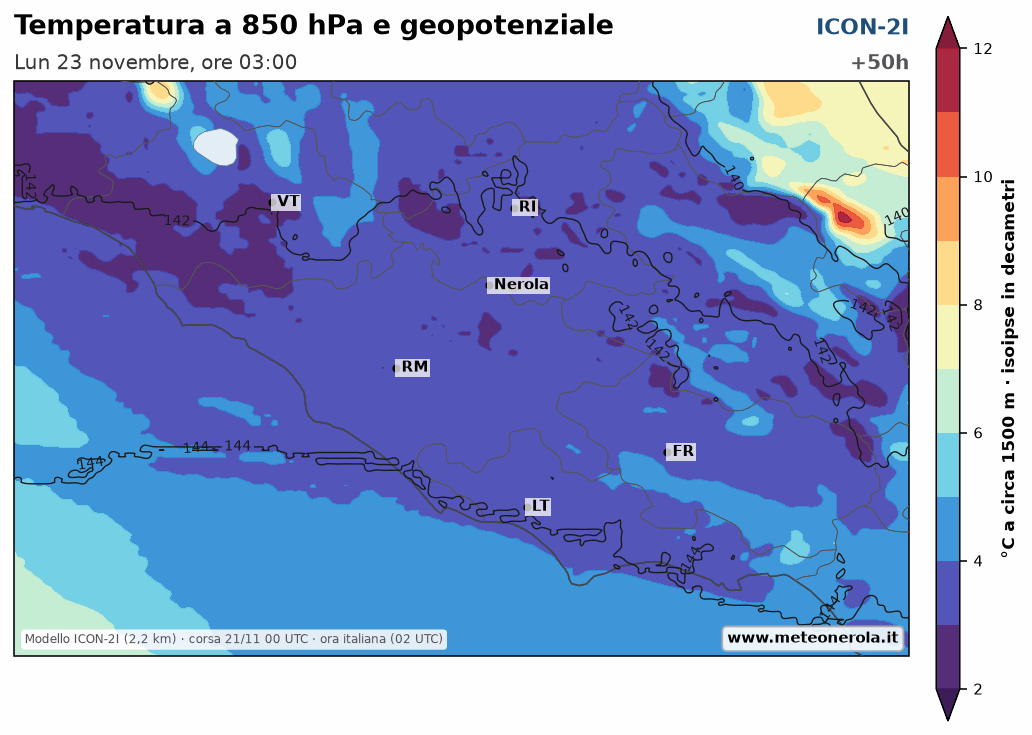 Temperatura a 850 hPa e geopotenziale
ICON-2I
Lun 23 novembre, ore 03:00
+50h
12
10
8
6
4
2
°C a circa 1500 m · isoipse in decametri
140
140
142
142
VT
RI
Nerola
142
142
142
142
142
RM
144
144
144
FR
LT
144
144
Modello ICON-2I (2,2 km) · corsa 21/11 00 UTC · ora italiana (02 UTC)
www.meteonerola.it